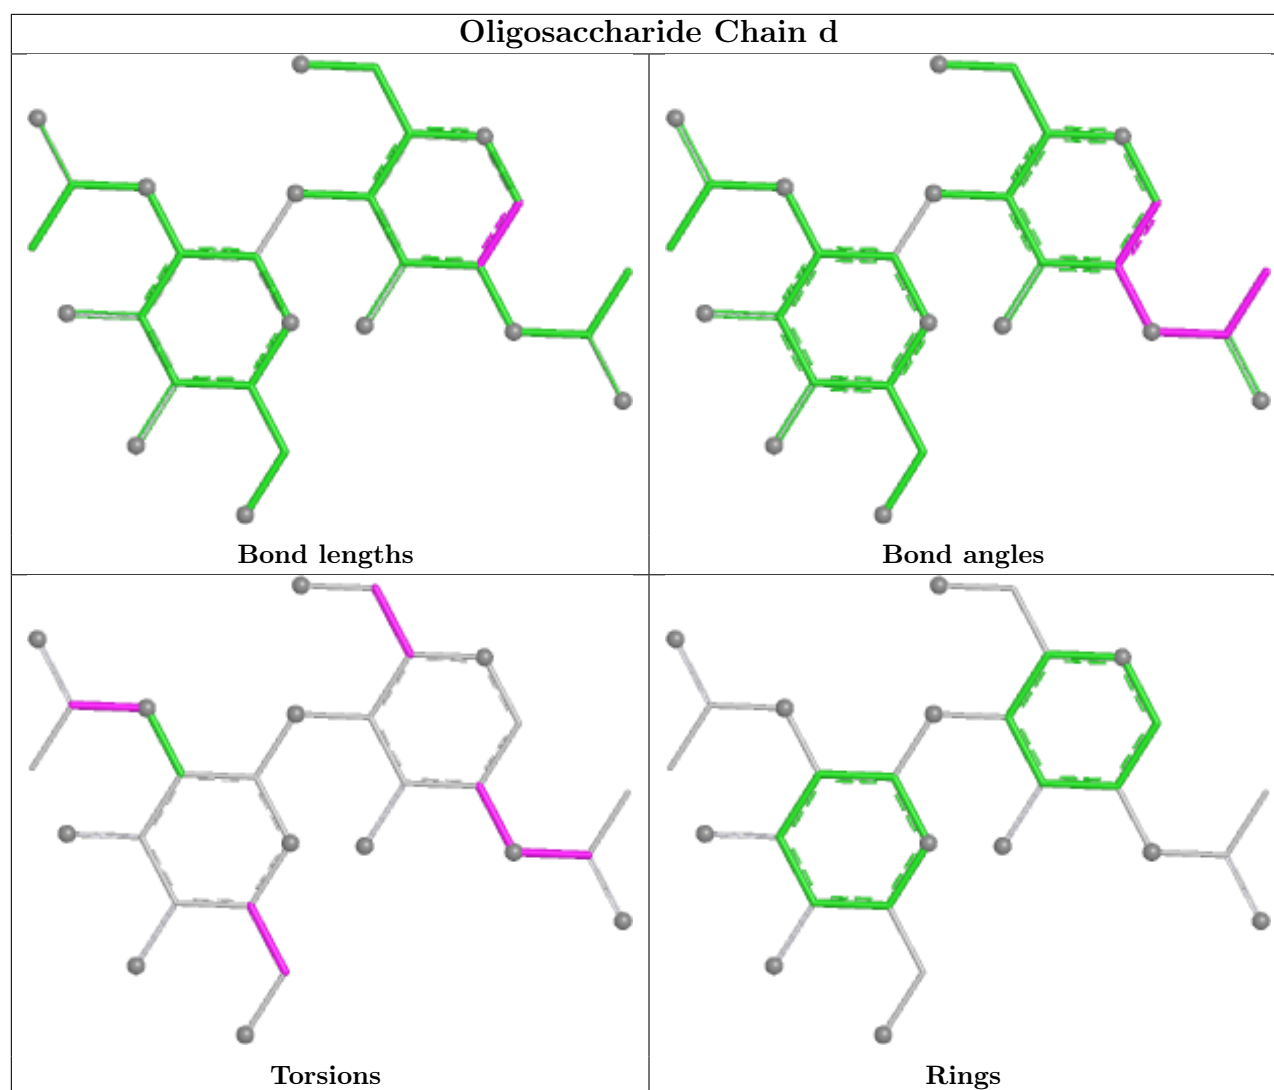 Oligosaccharide Chain d
Bond lengths
Bond angles
Torsions
Rings